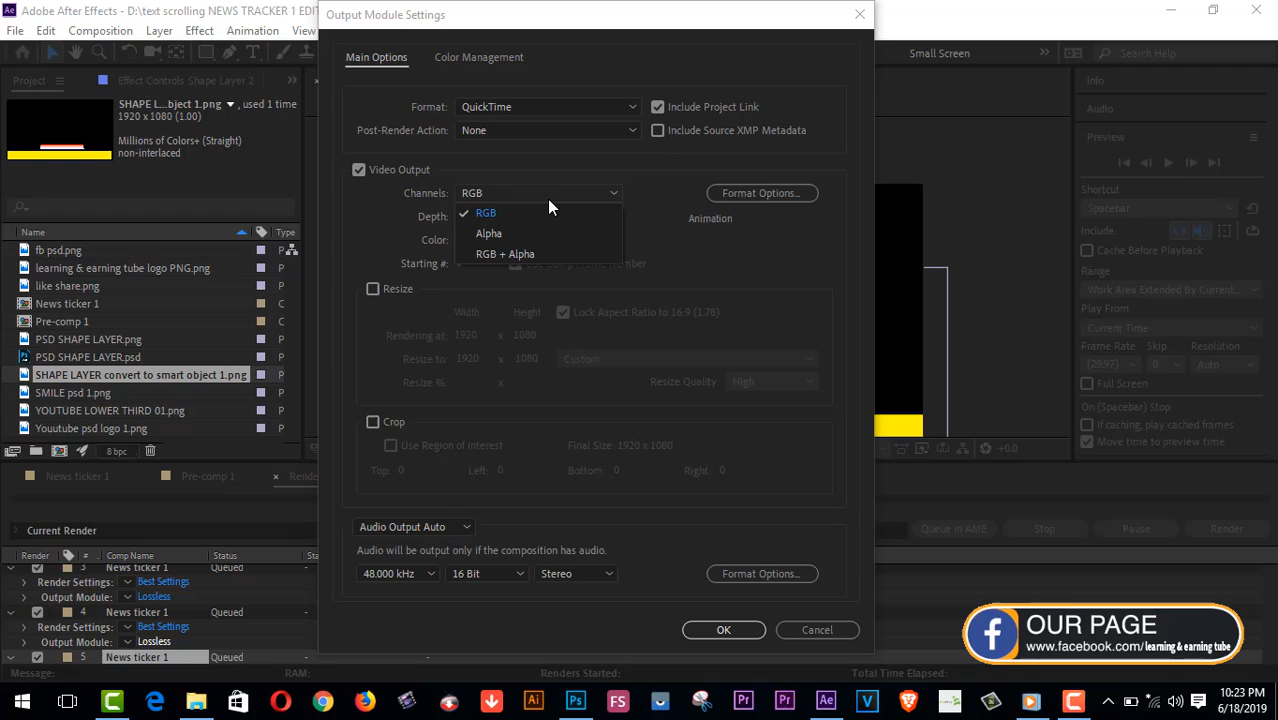 Adobe After Effects - D:\text scrolling NEWS TRACKER 1 EDIT
File Edit Composition Layer Effect Animation View
Small Screen
Search Help
Project
Effect Controls Shape Layer 2
SHAPE L...bject 1.png, used 1 time
1920 x 1080 (1.00)
Millions of Colors+ (Straight)
non-interlaced
Name
fb psd.png
learning & earning tube logo PNG.png
like share.png
News ticker 1
Pre-comp 1
PSD SHAPE LAYER.png
PSD SHAPE LAYER.psd
SHAPE LAYER convert to smart object 1.png
SMILE psd 1.png
YOUTUBE LOWER THIRD 01.png
Youutube psd logo 1.png
C
C
P
P
P
P
P
P
P
P
P
8 bpc
Output Module Settings
Main Options
Color Management
Format: QuickTime
Include Project Link
Post-Render Action: None
Include Source XMP Metadata
Video Output
Channels: RGB
Format Options...
RGB
Alpha
RGB + Alpha
Depth:
Animation
Color:
Starting #:
Resize
Width Height
Lock Aspect Ratio to 16:9 (1.78)
Rendering at: 1920 x 1080
Resize to: 1920 x 1080 Custom
Resize %: x Resize Quality: High
Crop
Use Region of Interest Final Size: 1920 x 1080
Top: 0 Left: 0 Bottom: 0 Right: 0
Audio Output Auto
Audio will be output only if the composition has audio.
48.000 kHz 16 Bit Stereo Format Options...
OK Cancel
Info
Audio
Preview
Shortcut
Spacebar
Include:
Cache Before Playback
Range
Work Area Extended By Current...
Play From
Current Time
Frame Rate Skip Resolution
(29.97) 0 Auto
Full Screen
On (Spacebar) Stop:
If caching, play cached frames
Move time to preview time
+0.0
News ticker 1
Pre-comp 1
Current Render
Queue in AME Stop Pause Render
Render # Comp Name Status
News ticker 1 Queued
Render Settings: Best Settings
Output Module: Lossless
4 News ticker 1 Queued
Render Settings: Best Settings
Output Module: Lossless
5 News ticker 1 Queued
Message: RAM: Renders Started: Total Time Elapsed:
OUR PAGE
www.facebook.com/learning & earning tube
10:23 PM
6/18/2019